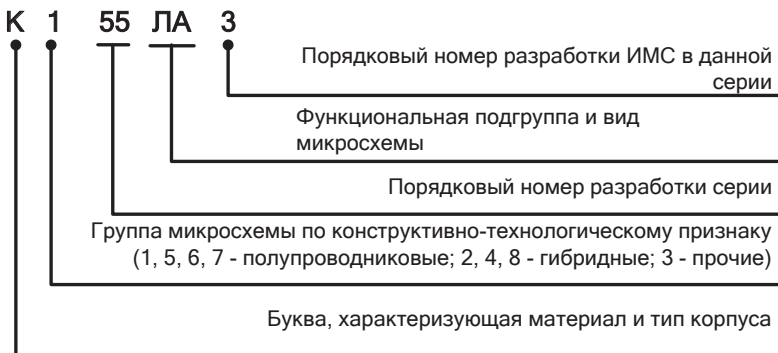 К 1 55 ЛА 3
Порядковый номер разработки ИМС в данной
серии
Функциональная подгруппа и вид
микросхемы
Порядковый номер разработки серии
Группа микросхемы по конструктивно-технологическому признаку
(1, 5, 6, 7 - полупроводниковые; 2, 4, 8 - гибридные; 3 - прочие)
Буква, характеризующая материал и тип корпуса